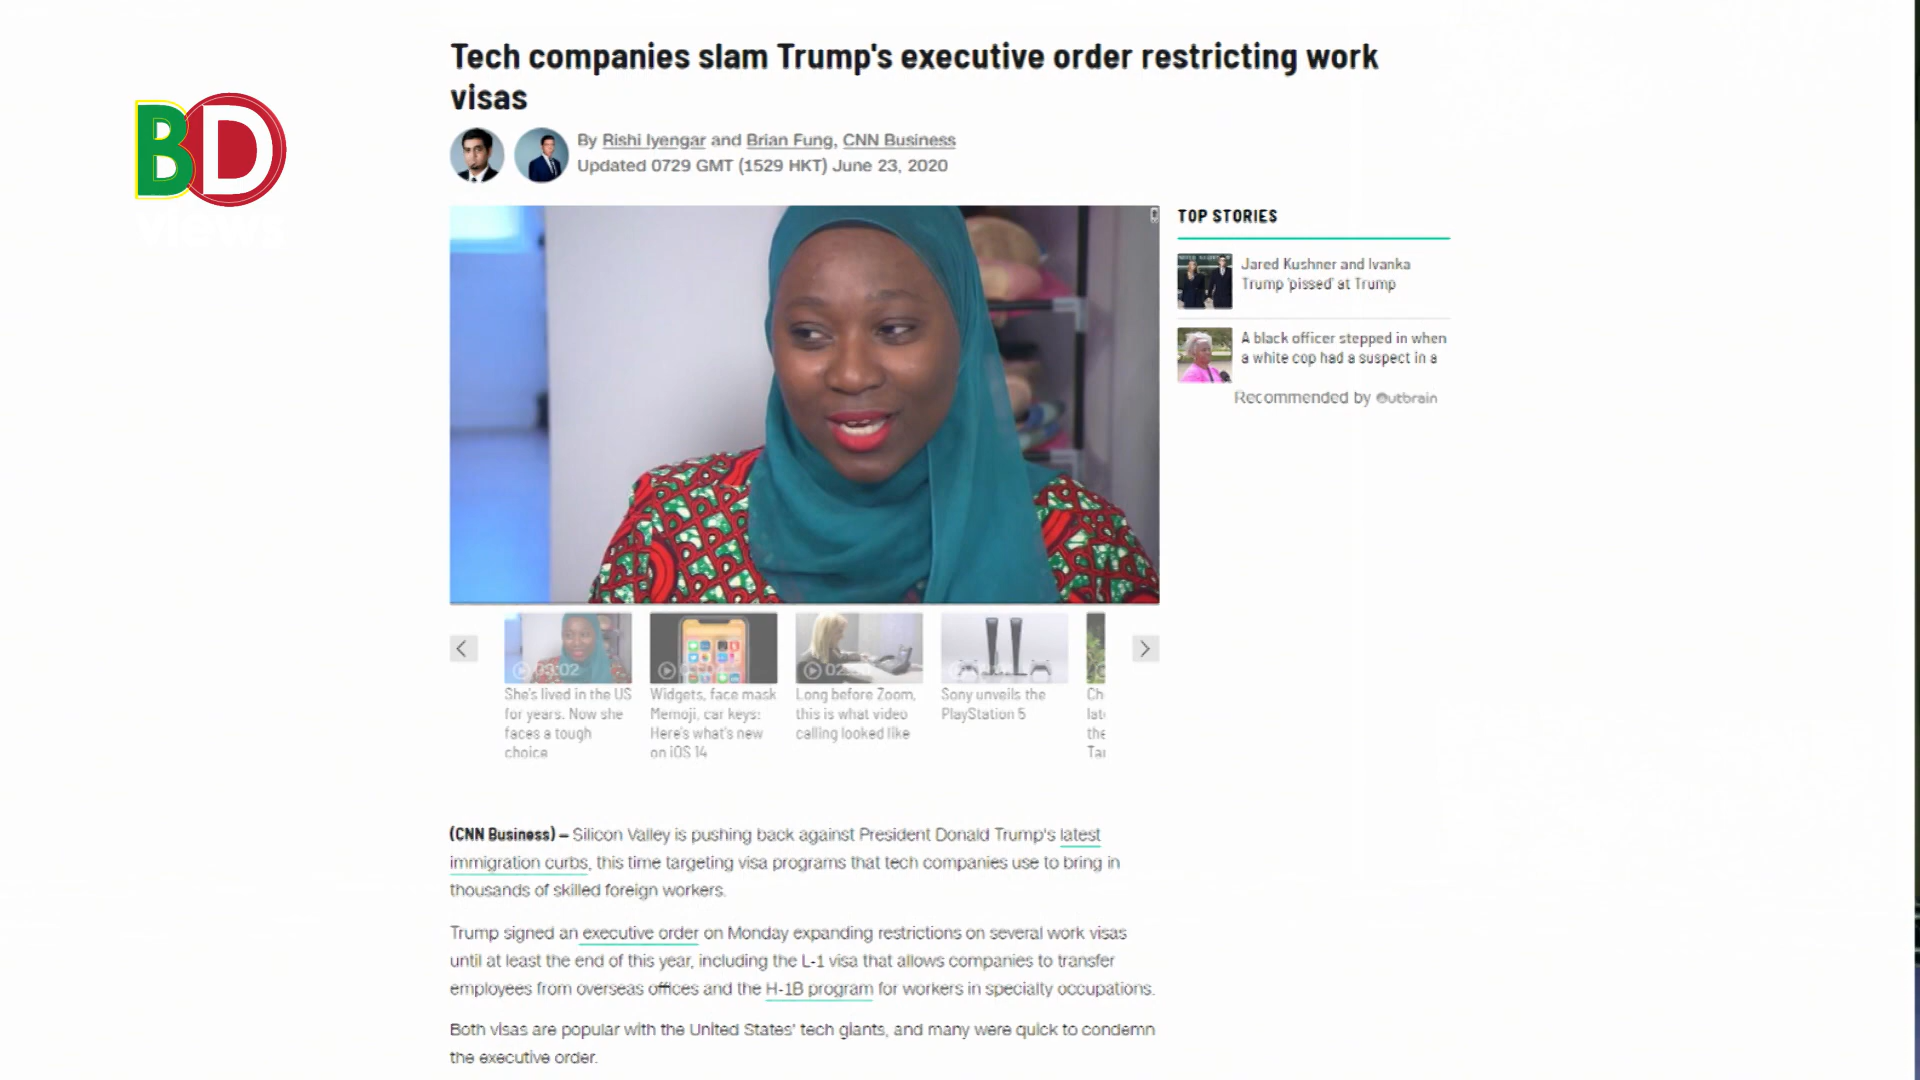 Tech companies slam Trump's executive order restricting work
visas
BD
views
By Rishi Iyengar and Brian Fung, CNN Business
Updated 0729 GMT (1529 HKT) June 23, 2020
TOP STORIES
Jared Kushner and Ivanka
Trump 'pissed' at Trump
A black officer stepped in when
a white cop had a suspect in a
Recommended by Outbrain
She's lived in the US
for years. Now she
faces a tough
choice
Widgets, face mask
Memoji, car keys:
Here's what's new
on iOS 14
Long before Zoom,
this is what video
calling looked like
Sony unveils the
PlayStation 5
Ch
lat
the
Tai
(CNN Business) – Silicon Valley is pushing back against President Donald Trump's latest
immigration curbs, this time targeting visa programs that tech companies use to bring in
thousands of skilled foreign workers.
Trump signed an executive order on Monday expanding restrictions on several work visas
until at least the end of this year, including the L-1 visa that allows companies to transfer
employees from overseas offices and the H-1B program for workers in specialty occupations.
Both visas are popular with the United States' tech giants, and many were quick to condemn
the executive order.